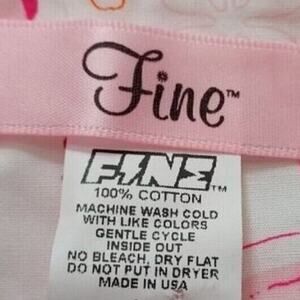 Fine™
FINE™
100% COTTON
MACHINE WASH COLD
WITH LIKE COLORS
GENTLE CYCLE
INSIDE OUT
NO BLEACH, DRY FLAT
DO NOT PUT IN DRYER
MADE IN USA